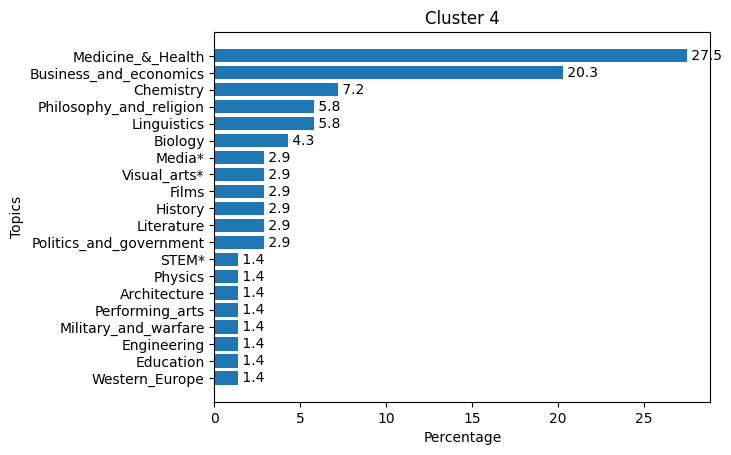 Cluster 4
Topics
Medicine_&_Health 27.5
Business_and_economics 20.3
Chemistry 7.2
Philosophy_and_religion 5.8
Linguistics 5.8
Biology 4.3
Media* 2.9
Visual_arts* 2.9
Films 2.9
History 2.9
Literature 2.9
Politics_and_government 2.9
STEM* 1.4
Physics 1.4
Architecture 1.4
Performing_arts 1.4
Military_and_warfare 1.4
Engineering 1.4
Education 1.4
Western_Europe 1.4
0 5 10 15 20 25
Percentage